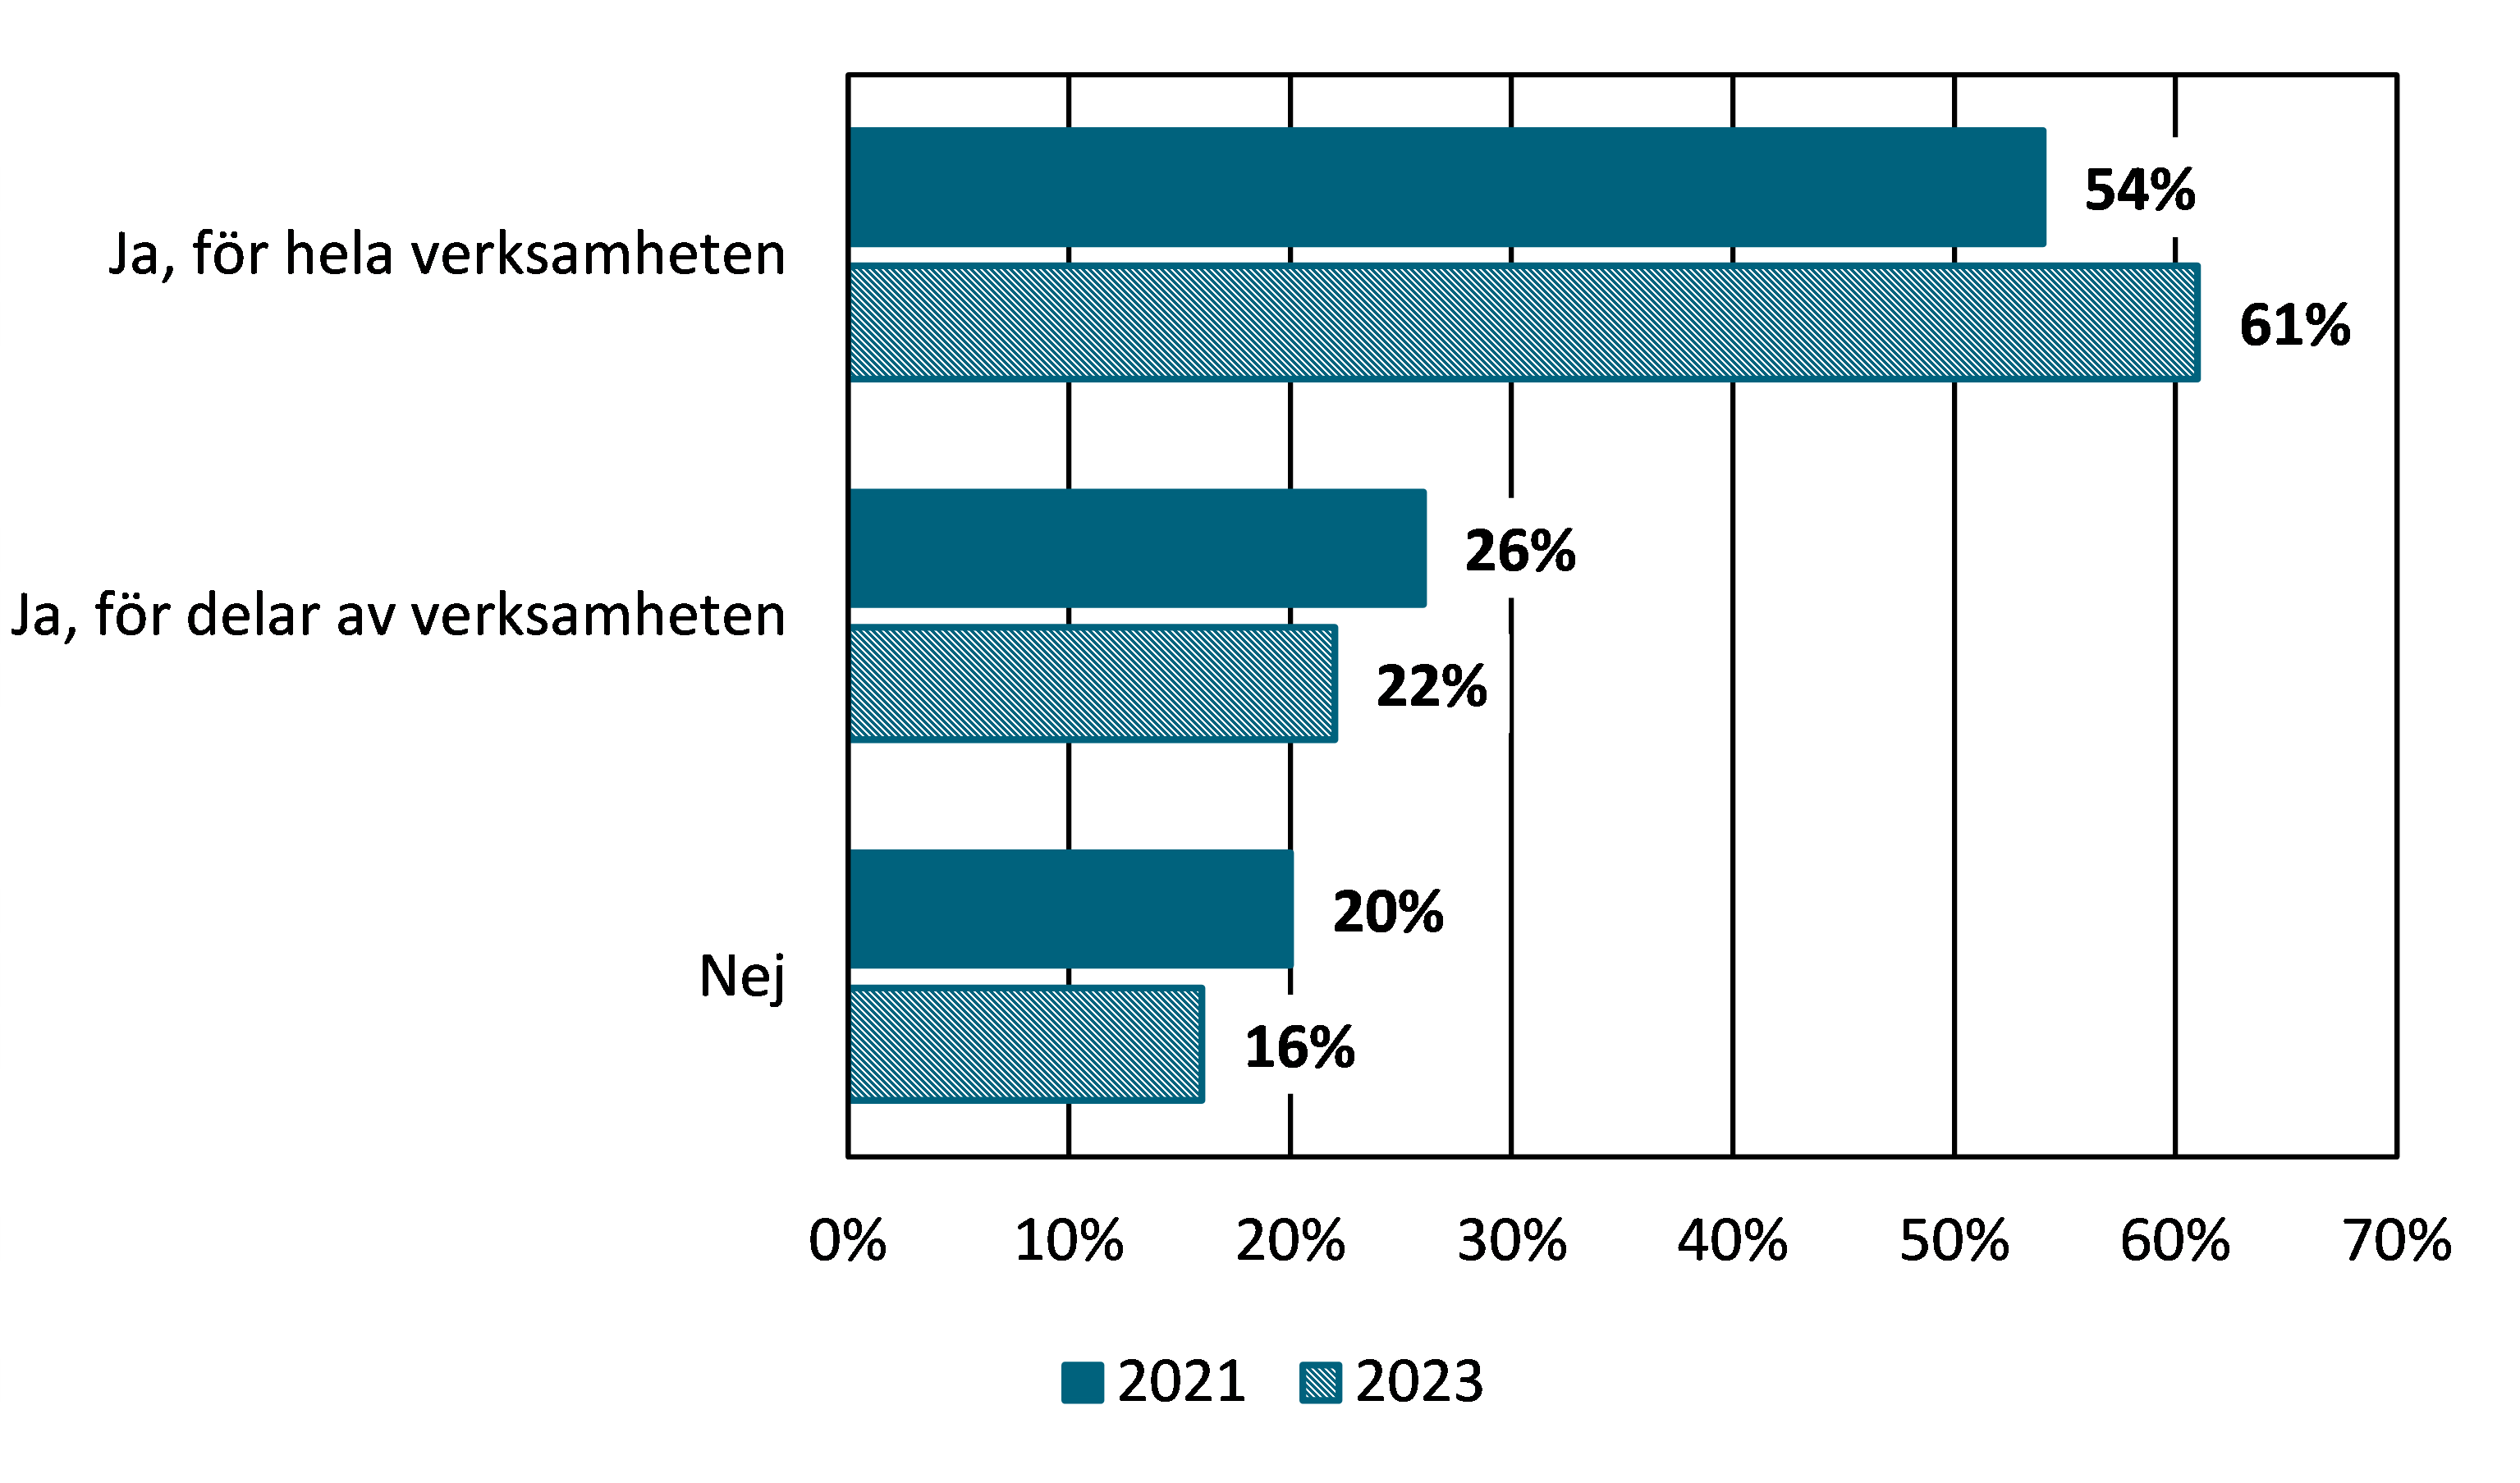 54%
Ja, för hela verksamheten
61%
26%
Ja, för delar av verksamheten
22%
20%
Nej
16%
0% 10% 20% 30% 40% 50% 60% 70%
2021 2023